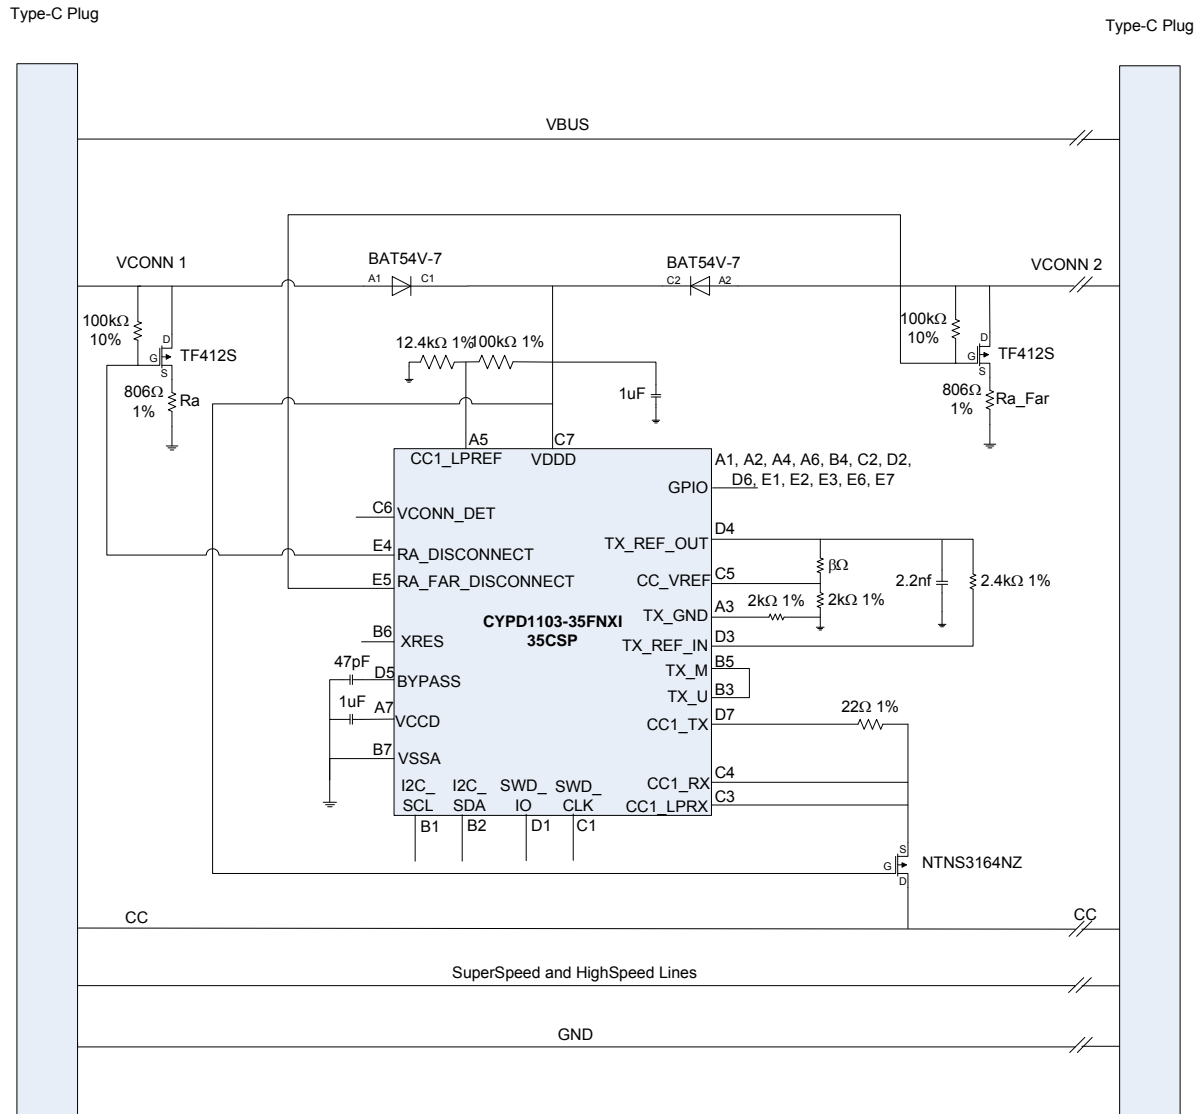 Type-C Plug
Type-C Plug
VBUS
VCONN 1
BAT54V-7
A1
C1
BAT54V-7
C2
A2
VCONN 2
100kΩ
10%
D
G
S
TF412S
806Ω
1%
Ra
12.4kΩ 1%
100kΩ 1%
1uF
100kΩ
10%
D
G
S
TF412S
806Ω
1%
Ra_Far
A5
C7
CC1_LPREF
VDDD
A1, A2, A4, A6, B4, C2, D2,
D6, E1, E2, E3, E6, E7
GPIO
C6
VCONN_DET
E4
RA_DISCONNECT
E5
RA_FAR_DISCONNECT
CYPD1103-35FNXI
35CSP
B6
XRES
47pF
D5
BYPASS
1uF
A7
VCCD
B7
VSSA
D4
TX_REF_OUT
βΩ
C5
CC_VREF
2.2nf
2.4kΩ 1%
2kΩ 1%
2kΩ 1%
A3
TX_GND
D3
TX_REF_IN
B5
TX_M
B3
TX_U
D7
CC1_TX
22Ω 1%
C4
CC1_RX
C3
CC1_LPRX
I2C_
SCL
I2C_
SDA
SWD_
IO
SWD_
CLK
B1
B2
D1
C1
S
G
D
NTNS3164NZ
CC
CC
SuperSpeed and HighSpeed Lines
GND